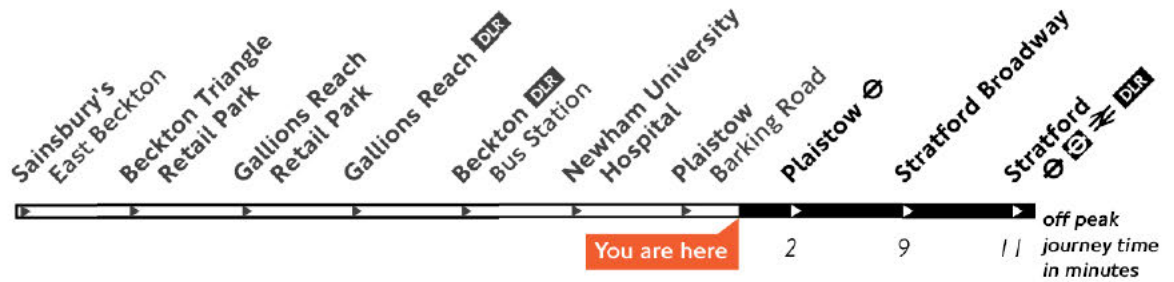 Sainsbury's
East Beckton
Beckton Triangle
Retail Park
Gallions Reach
Retail Park
Gallions Reach DLR
Beckton DLR
Bus Station
Newham University
Hospital
Plaistow
Barking Road
Plaistow
Stratford Broadway
Stratford
DLR
You are here
2
9
11
off peak
journey time
in minutes